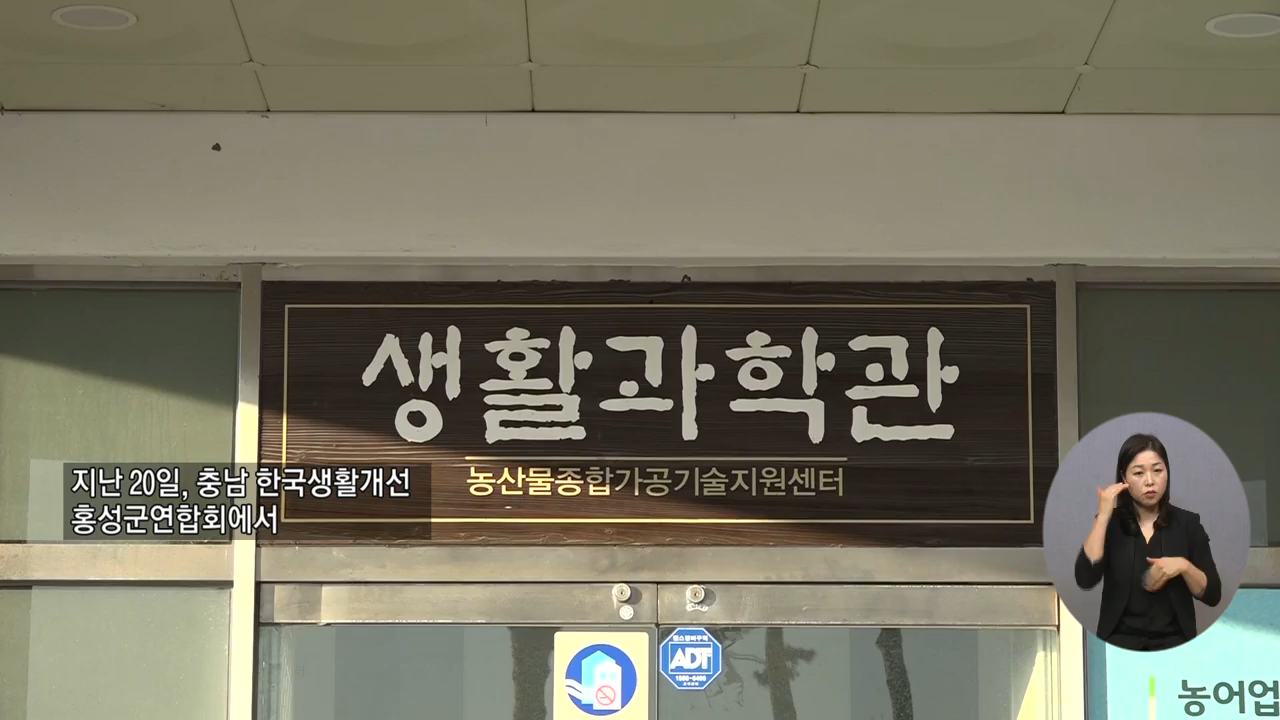 생활과학관
농산물종합가공기술지원센터
지난 20일, 충남 한국생활개선
홍성군연합회에서
ADT
1588-6400
농어업